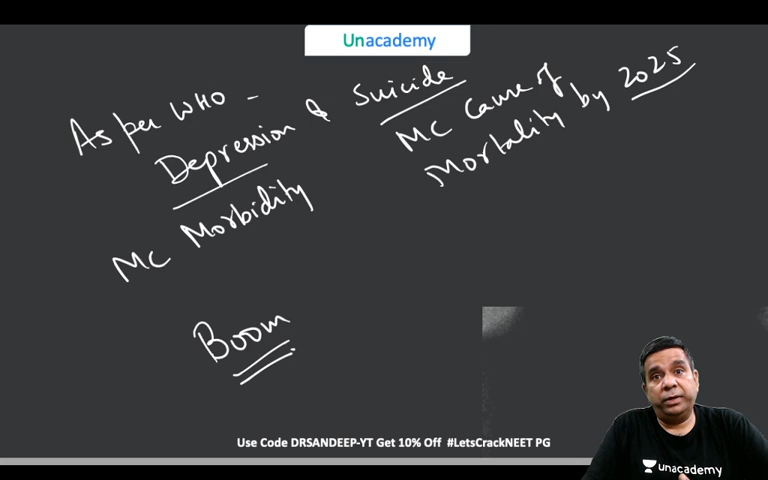 Unacademy
As per WHO -
Depression & Suicide
MC Morbidity
MC Cause of
Mortality by 2025
Boom
Use Code DRSANDEEP-YT Get 10% Off #LetsCrackNEET PG
unacademy